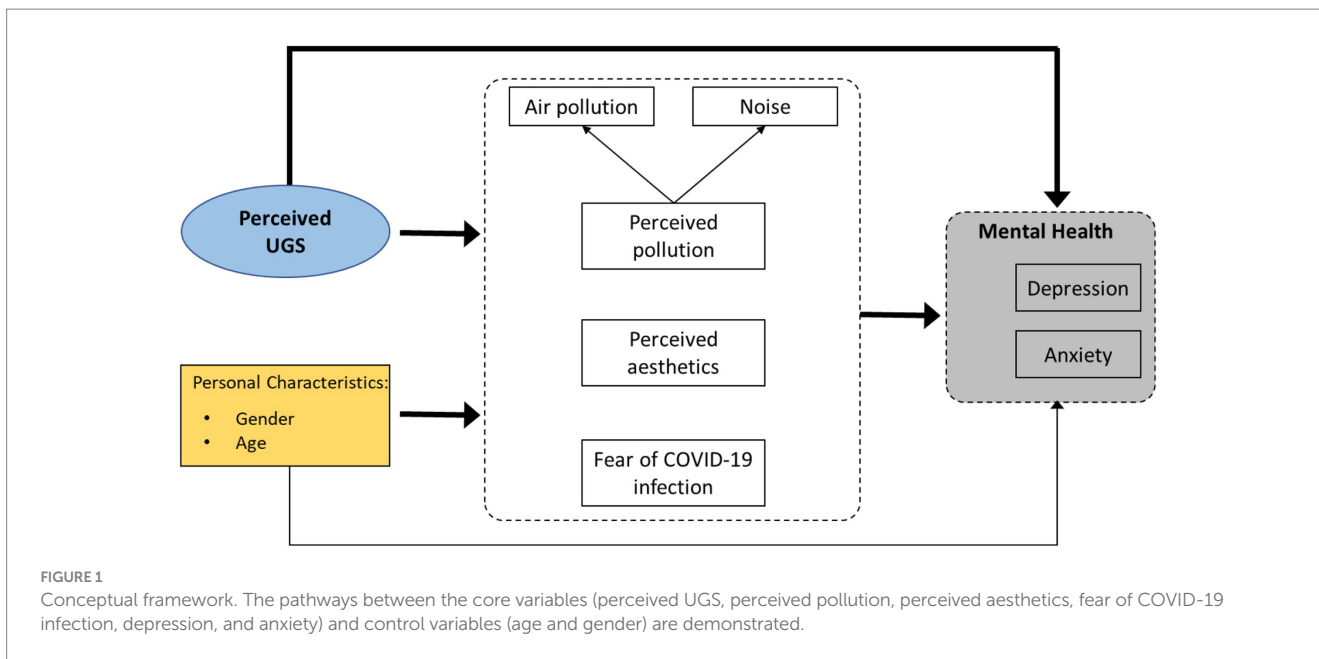 Air pollution
Noise
Perceived
UGS
Perceived
pollution
Mental Health
Depression
Perceived
aesthetics
Anxiety
Personal Characteristics:
• Gender
• Age
Fear of COVID-19
infection
FIGURE 1
Conceptual framework. The pathways between the core variables (perceived UGS, perceived pollution, perceived aesthetics, fear of COVID-19
infection, depression, and anxiety) and control variables (age and gender) are demonstrated.